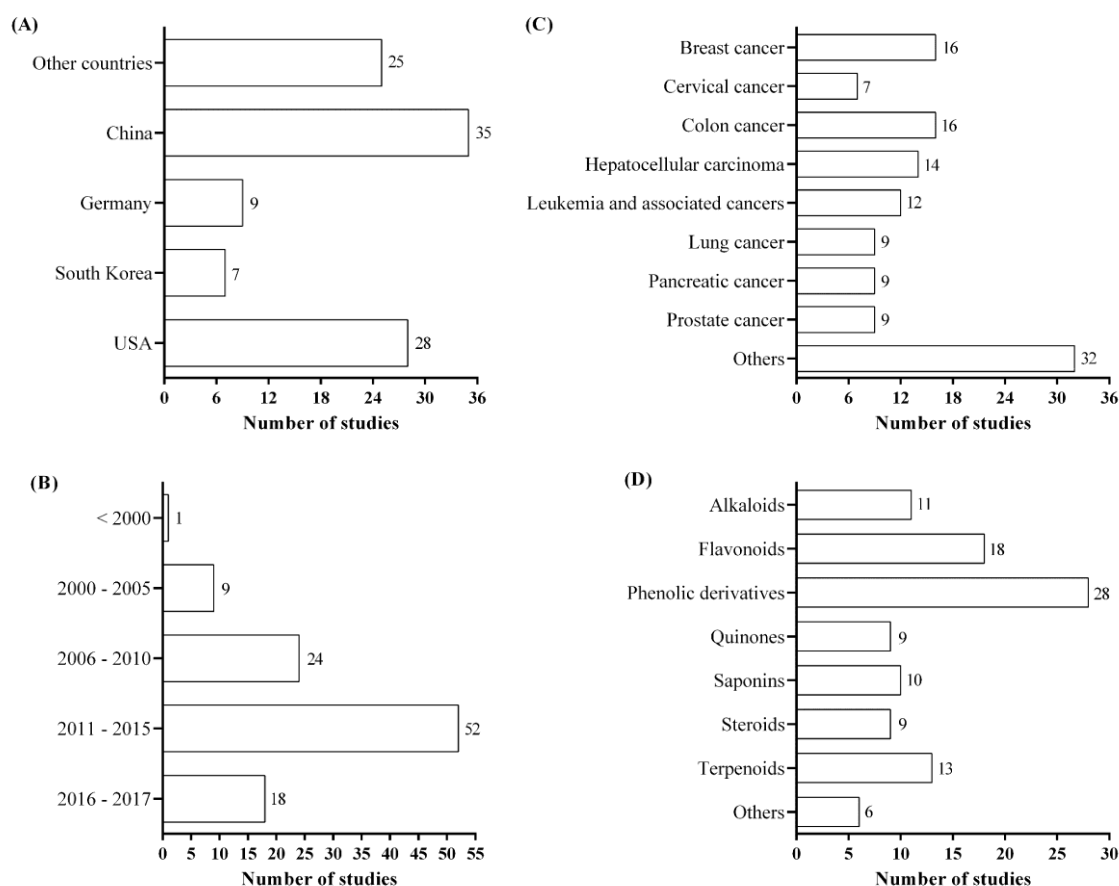 (A)
Other countries
25
China
35
Germany
9
South Korea
7
USA
28
0 6 12 18 24 30 36
Number of studies
(C)
Breast cancer
16
Cervical cancer
7
Colon cancer
16
Hepatocellular carcinoma
14
Leukemia and associated cancers
12
Lung cancer
9
Pancreatic cancer
9
Prostate cancer
9
Others
32
0 6 12 18 24 30 36
Number of studies
(B)
< 2000
1
2000 - 2005
9
2006 - 2010
24
2011 - 2015
52
2016 - 2017
18
0 5 10 15 20 25 30 35 40 45 50 55
Number of studies
(D)
Alkaloids
11
Flavonoids
18
Phenolic derivatives
28
Quinones
9
Saponins
10
Steroids
9
Terpenoids
13
Others
6
0 5 10 15 20 25 30
Number of studies